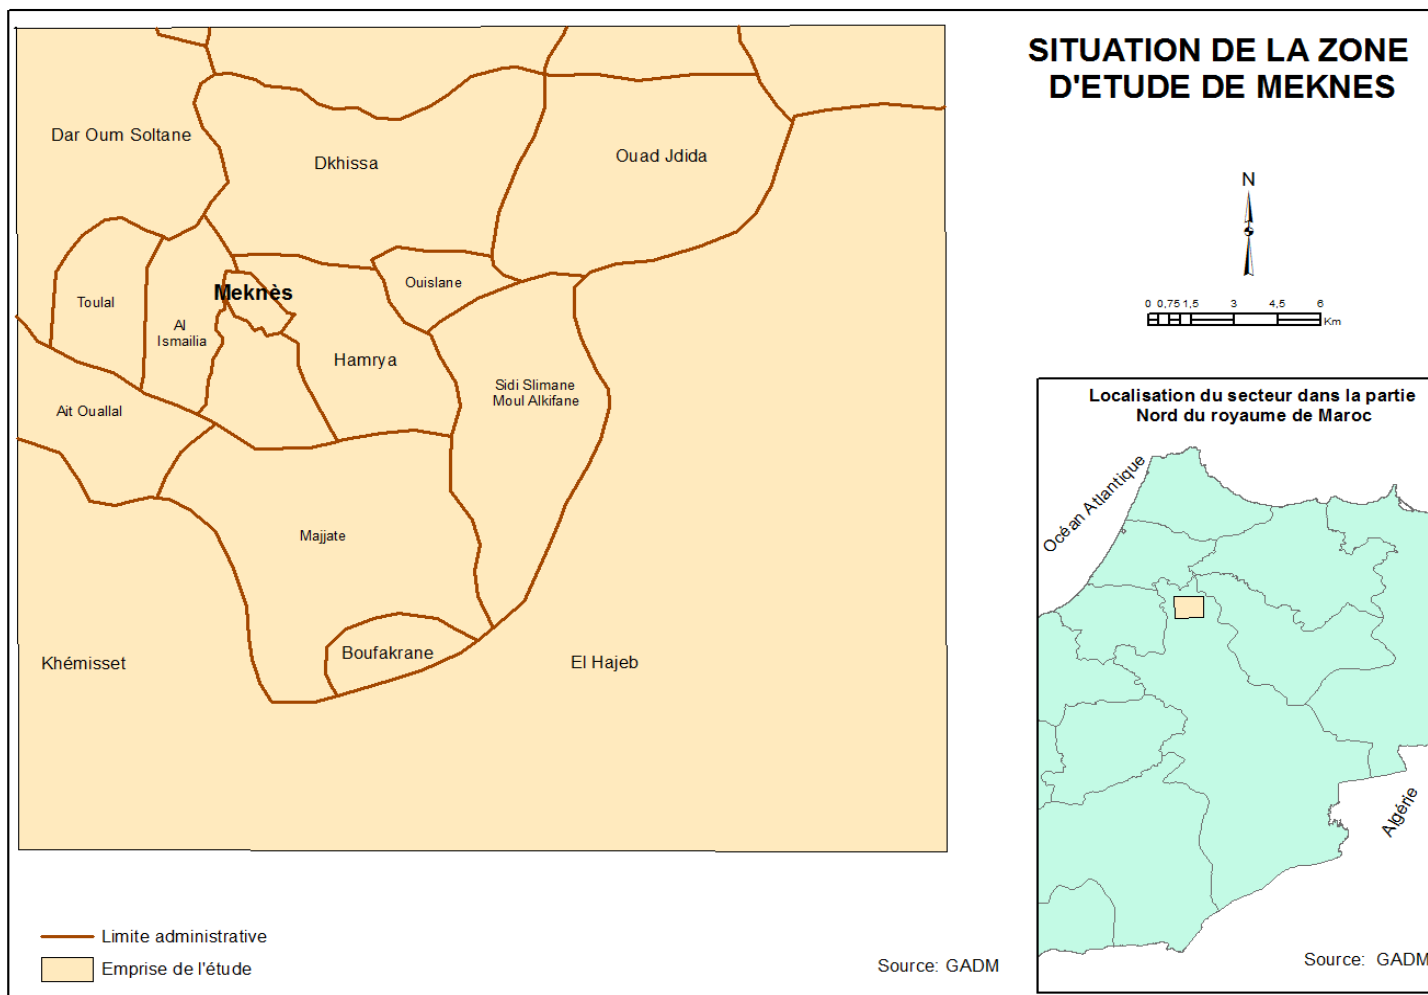 SITUATION DE LA ZONE
D'ETUDE DE MEKNES
N
0 0,75 1,5 3 4,5 6
Km
Dar Oum Soltane
Dkhissa
Ouad Jdida
Toulal
Al
Ismailia
Meknès
Ouislane
Hamrya
Sidi Slimane
Moul Alkifane
Ait Ouallal
Majjate
Boufakrane
Khémisset
El Hajeb
Limite administrative
Emprise de l'étude
Source: GADM
Localisation du secteur dans la partie
Nord du royaume de Maroc
Océan Atlantique
Algérie
Source: GADM